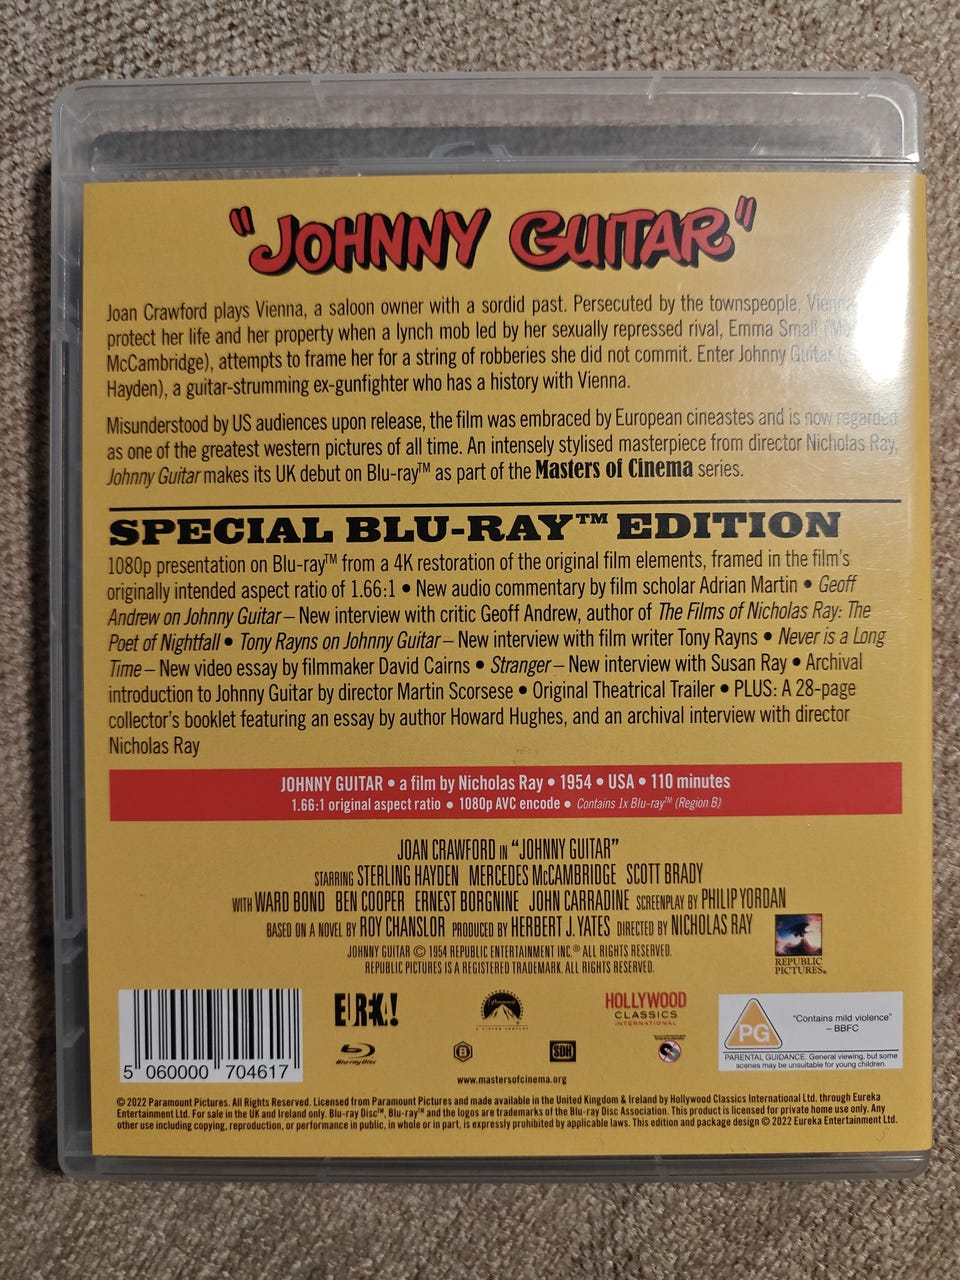 "JOHNNY GUITAR"
Joan Crawford plays Vienna, a saloon owner with a sordid past. Persecuted by the townspeople, Vienna
protect her life and her property when a lynch mob led by her sexually repressed rival, Emma Small
McCambridge), attempts to frame her for a string of robberies she did not commit. Enter Johnny Guitar
Hayden), a guitar-strumming ex-gunfighter who has a history with Vienna.
Misunderstood by US audiences upon release, the film was embraced by European cineastes and is now regarded
as one of the greatest western pictures of all time. An intensely stylised masterpiece from director Nicholas Ray,
Johnny Guitar makes its UK debut on Blu-ray™ as part of the Masters of Cinema series.
SPECIAL BLU-RAY™ EDITION
1080p presentation on Blu-ray™ from a 4K restoration of the original film elements, framed in the film's
originally intended aspect ratio of 1.66:1 • New audio commentary by film scholar Adrian Martin • Geoff
Andrew on Johnny Guitar – New interview with critic Geoff Andrew, author of The Films of Nicholas Ray: The
Poet of Nightfall • Tony Rayns on Johnny Guitar – New interview with film writer Tony Rayns • Never is a Long
Time – New video essay by filmmaker David Cairns • Stranger – New interview with Susan Ray • Archival
introduction to Johnny Guitar by director Martin Scorsese • Original Theatrical Trailer • PLUS: A 28-page
collector's booklet featuring an essay by author Howard Hughes, and an archival interview with director
Nicholas Ray
JOHNNY GUITAR • a film by Nicholas Ray • 1954 • USA • 110 minutes
1.66:1 original aspect ratio • 1080p AVC encode • Contains 1x Blu-ray™ (Region B)
JOAN CRAWFORD IN "JOHNNY GUITAR"
STARRING STERLING HAYDEN MERCEDES McCAMBRIDGE SCOTT BRADY
WITH WARD BOND BEN COOPER ERNEST BORGNINE JOHN CARRADINE SCREENPLAY BY PHILIP YORDAN
BASED ON A NOVEL BY ROY CHANSLOR PRODUCED BY HERBERT J. YATES DIRECTED BY NICHOLAS RAY
JOHNNY GUITAR © 1954 REPUBLIC ENTERTAINMENT INC.® ALL RIGHTS RESERVED.
REPUBLIC PICTURES IS A REGISTERED TRADEMARK. ALL RIGHTS RESERVED.
REPUBLIC
PICTURES®
5 060000 704617
EUREKA!
Paramount
HOLLYWOOD
CLASSICS
INTERNATIONAL
Blu-ray Disc
B
SDH
PG
"Contains mild violence"
– BBFC
PARENTAL GUIDANCE. General viewing, but some
scenes may be unsuitable for young children.
www.mastersofcinema.org
© 2022 Paramount Pictures. All Rights Reserved. Licensed from Paramount Pictures and made available in the United Kingdom & Ireland by Hollywood Classics International Ltd. through Eureka
Entertainment Ltd. For sale in the UK and Ireland only. Blu-ray Disc™, Blu-ray™ and the logos are trademarks of the Blu-ray Disc Association. This product is licensed for private home use only. Any
other use including copying, reproduction, or performance in public, in whole or in part, is expressly prohibited by applicable laws. This edition and package design © 2022 Eureka Entertainment Ltd.